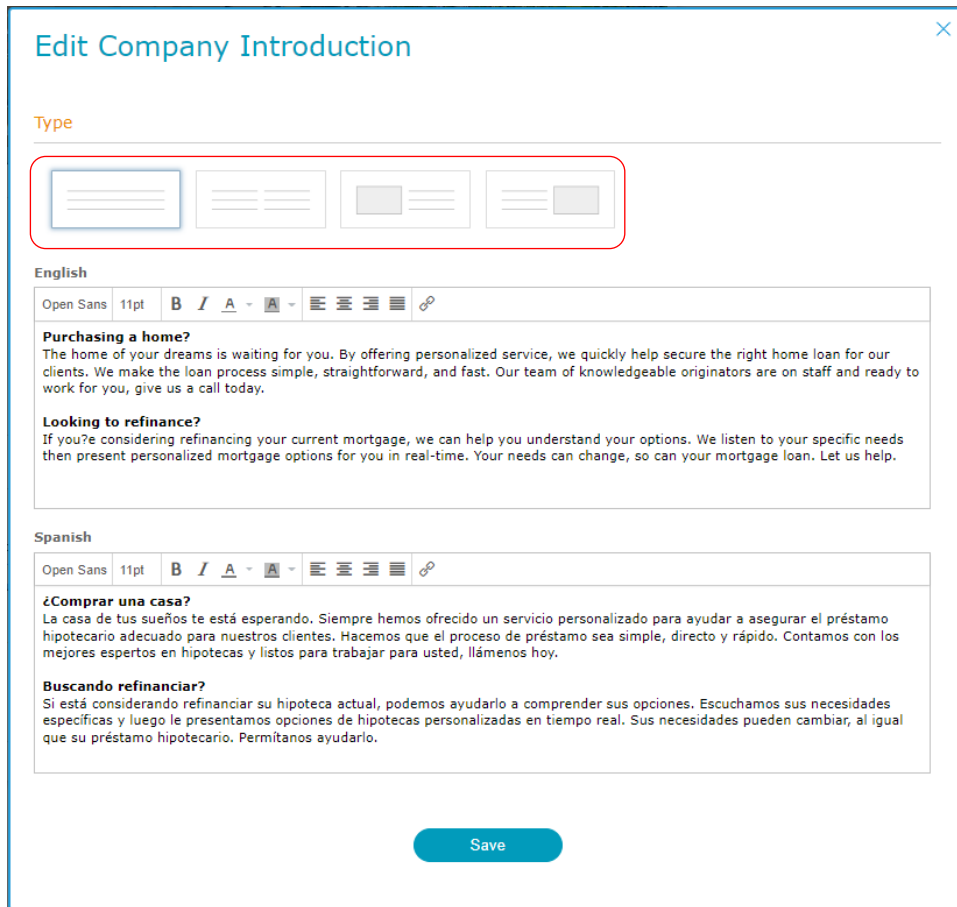 Edit Company Introduction
Type
English
Open Sans 11pt B I A A
Purchasing a home?
The home of your dreams is waiting for you. By offering personalized service, we quickly help secure the right home loan for our
clients. We make the loan process simple, straightforward, and fast. Our team of knowledgeable originators are on staff and ready to
work for you, give us a call today.
Looking to refinance?
If you?e considering refinancing your current mortgage, we can help you understand your options. We listen to your specific needs
then present personalized mortgage options for you in real-time. Your needs can change, so can your mortgage loan. Let us help.
Spanish
Open Sans 11pt B I A A
¿Comprar una casa?
La casa de tus sueños te está esperando. Siempre hemos ofrecido un servicio personalizado para ayudar a asegurar el préstamo
hipotecario adecuado para nuestros clientes. Hacemos que el proceso de préstamo sea simple, directo y rápido. Contamos con los
mejores espertos en hipotecas y listos para trabajar para usted, llámenos hoy.
Buscando refinanciar?
Si está considerando refinanciar su hipoteca actual, podemos ayudarlo a comprender sus opciones. Escuchamos sus necesidades
específicas y luego le presentamos opciones de hipotecas personalizadas en tiempo real. Sus necesidades pueden cambiar, al igual
que su préstamo hipotecario. Permítanos ayudarlo.
Save